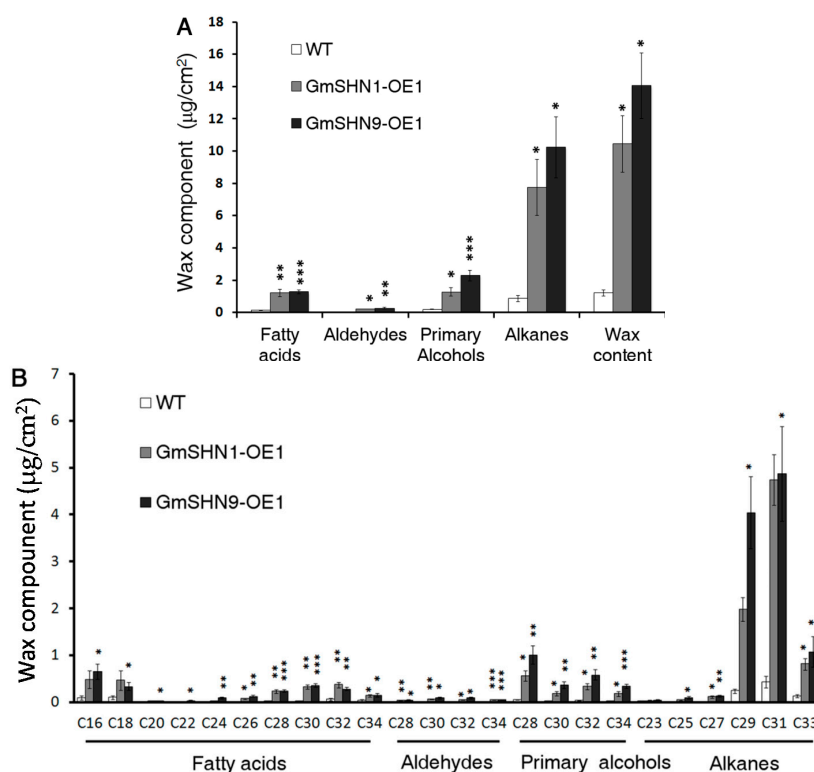 A
Wax component (µg/cm²)
18
16
14
12
10
8
6
4
2
0
WT
GmSHN1-OE1
GmSHN9-OE1
* * * *
** *** * ** * ***
Fatty acids Aldehydes Primary Alcohols Alkanes Wax content
B
Wax compounent (µg/cm²)
7
6
5
4
3
2
1
0
WT
GmSHN1-OE1
GmSHN9-OE1
C16 C18 C20 C22 C24 C26 C28 C30 C32 C34 C28 C30 C32 C34 C28 C30 C32 C34 C23 C25 C27 C29 C31 C33
Fatty acids Aldehydes Primary alcohols Alkanes